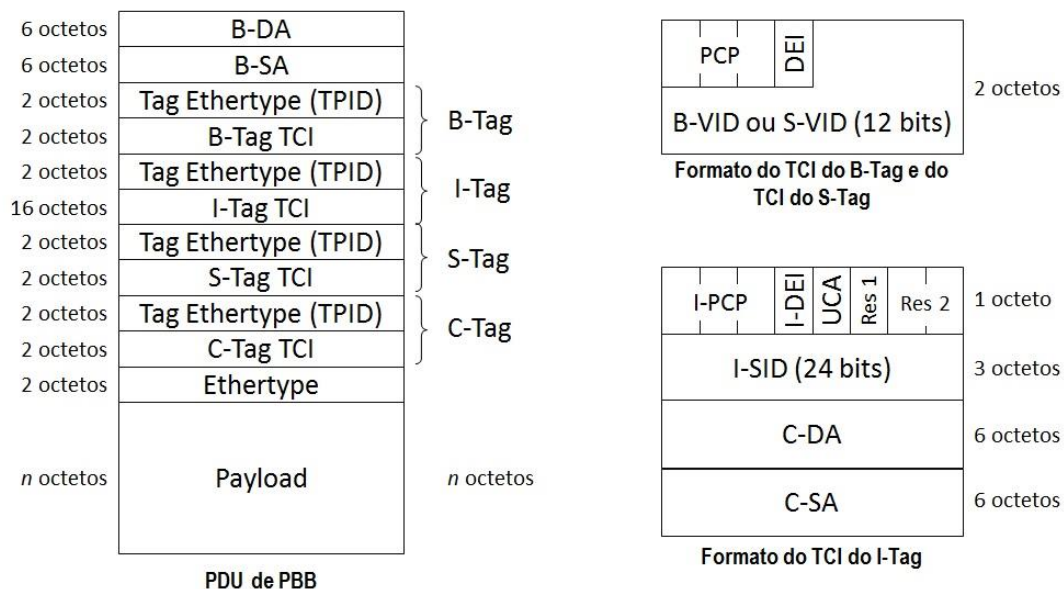 6 octetos B-DA
6 octetos B-SA
2 octetos Tag Ethertype (TPID)
2 octetos B-Tag TCI
B-Tag
2 octetos Tag Ethertype (TPID)
16 octetos I-Tag TCI
I-Tag
2 octetos Tag Ethertype (TPID)
2 octetos S-Tag TCI
S-Tag
2 octetos Tag Ethertype (TPID)
2 octetos C-Tag TCI
C-Tag
2 octetos Ethertype
n octetos Payload n octetos
PDU de PBB
PCP DEI
B-VID ou S-VID (12 bits)
2 octetos
Formato do TCI do B-Tag e do
TCI do S-Tag
I-PCP I-DEI UCA Res 1 Res 2 1 octeto
I-SID (24 bits) 3 octetos
C-DA 6 octetos
C-SA 6 octetos
Formato do TCI do I-Tag